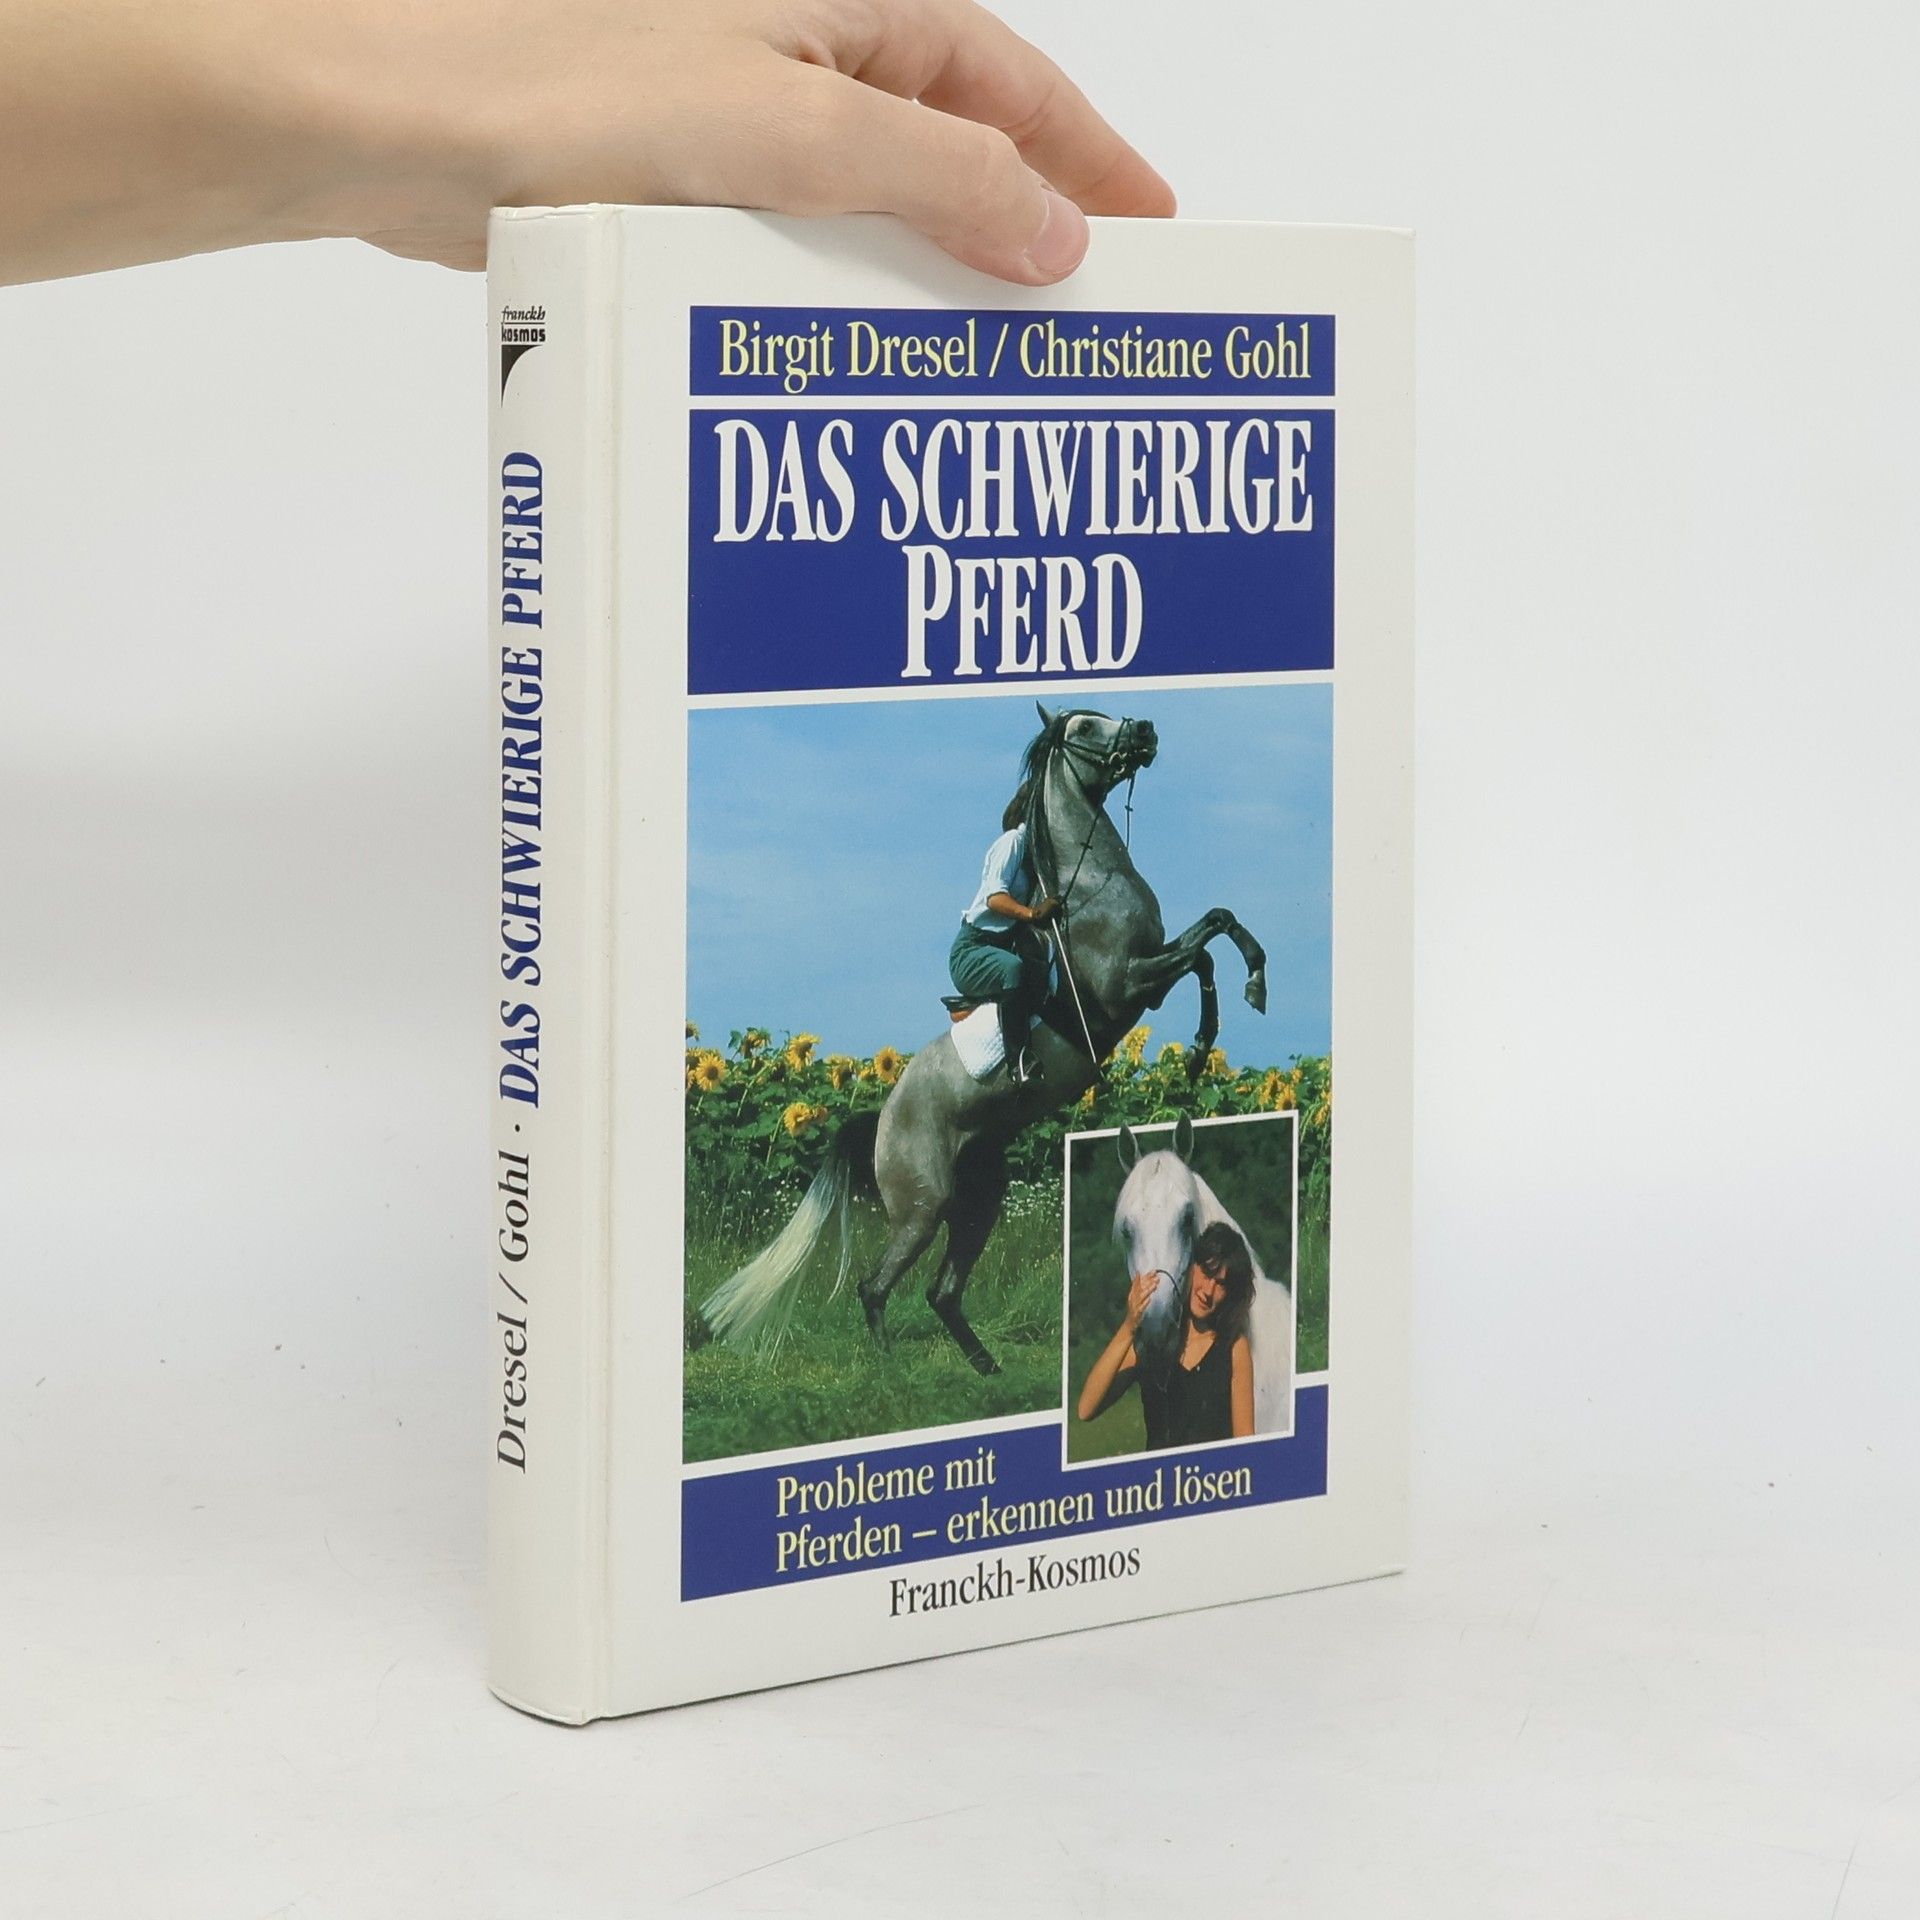 franckh
kosmos
Dresel / Gohl · DAS SCHWIERIGE PFERD
Birgit Dresel / Christiane Gohl
DAS SCHWIERIGE
PFERD
Probleme mit
Pferden – erkennen und lösen
Franckh-Kosmos